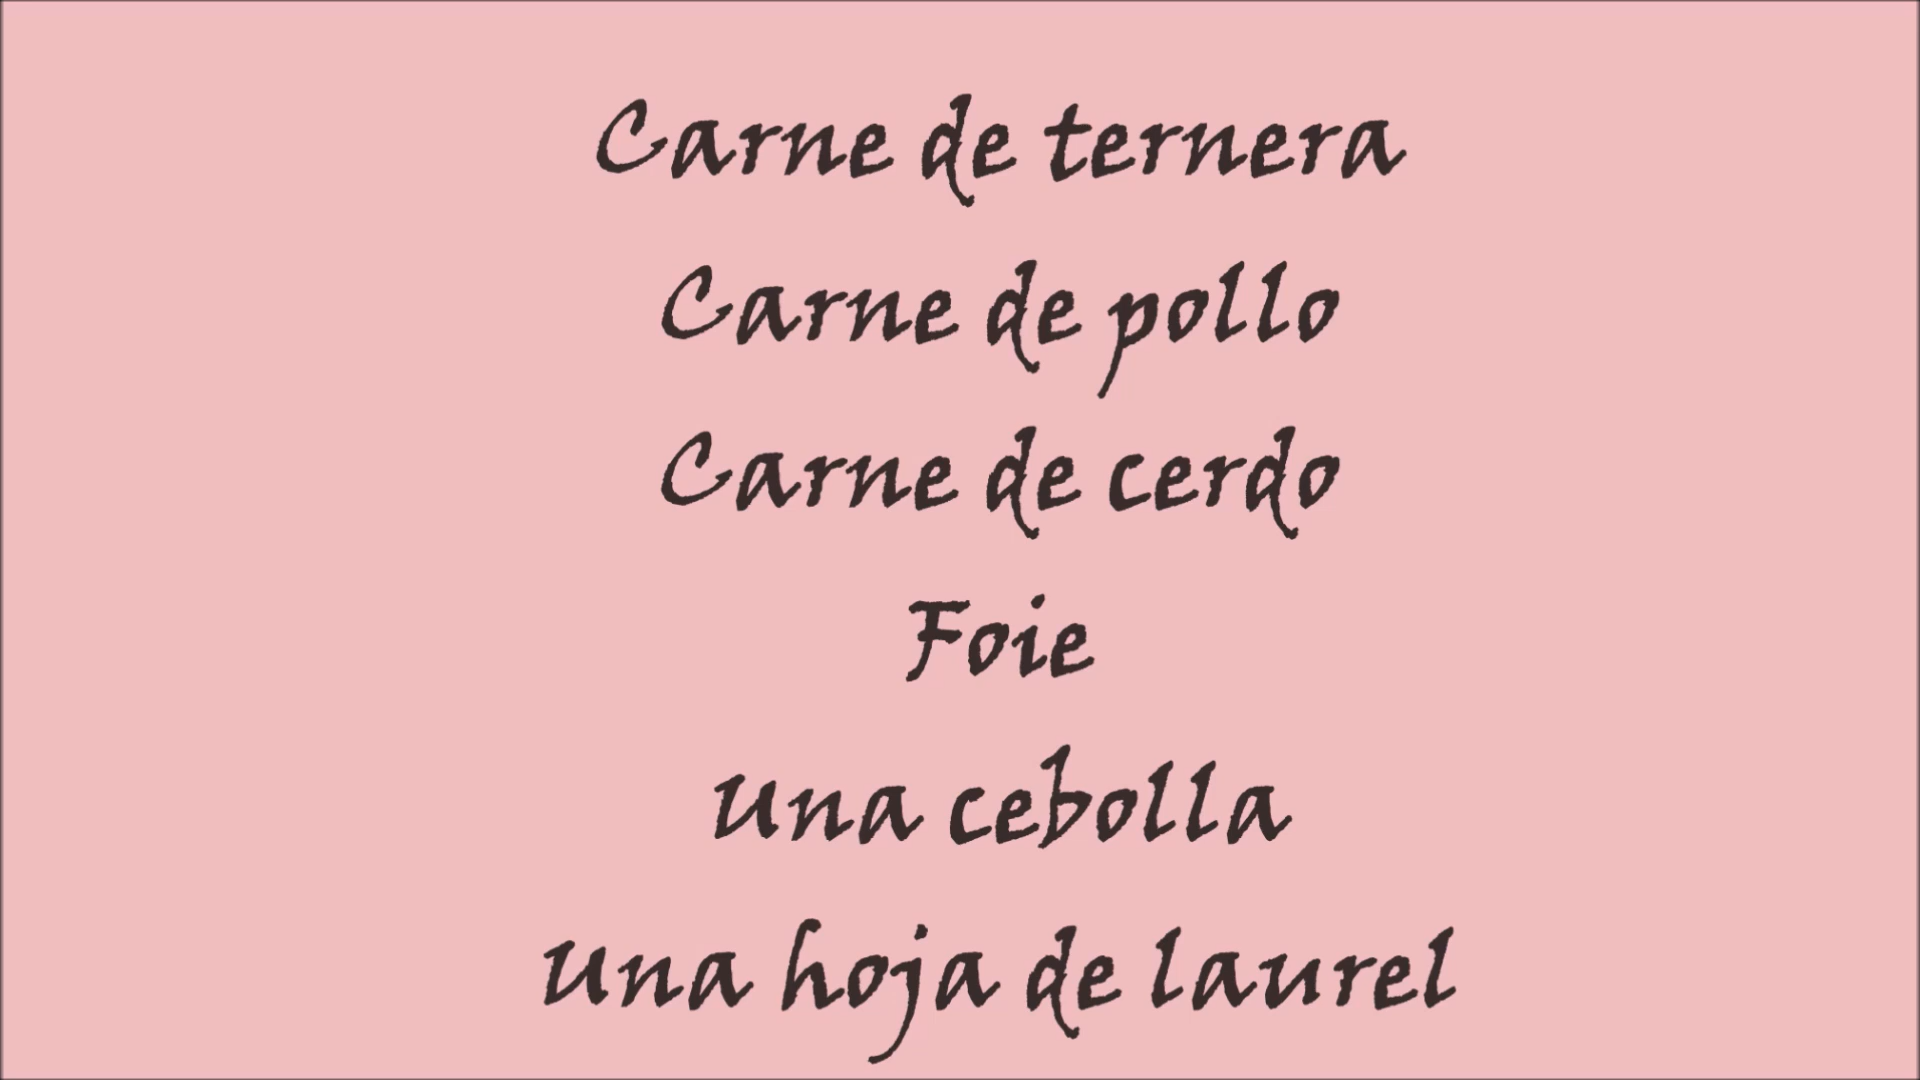 Carne de ternera
Carne de pollo
Carne de cerdo
Foie
Una cebolla
Una hoja de laurel